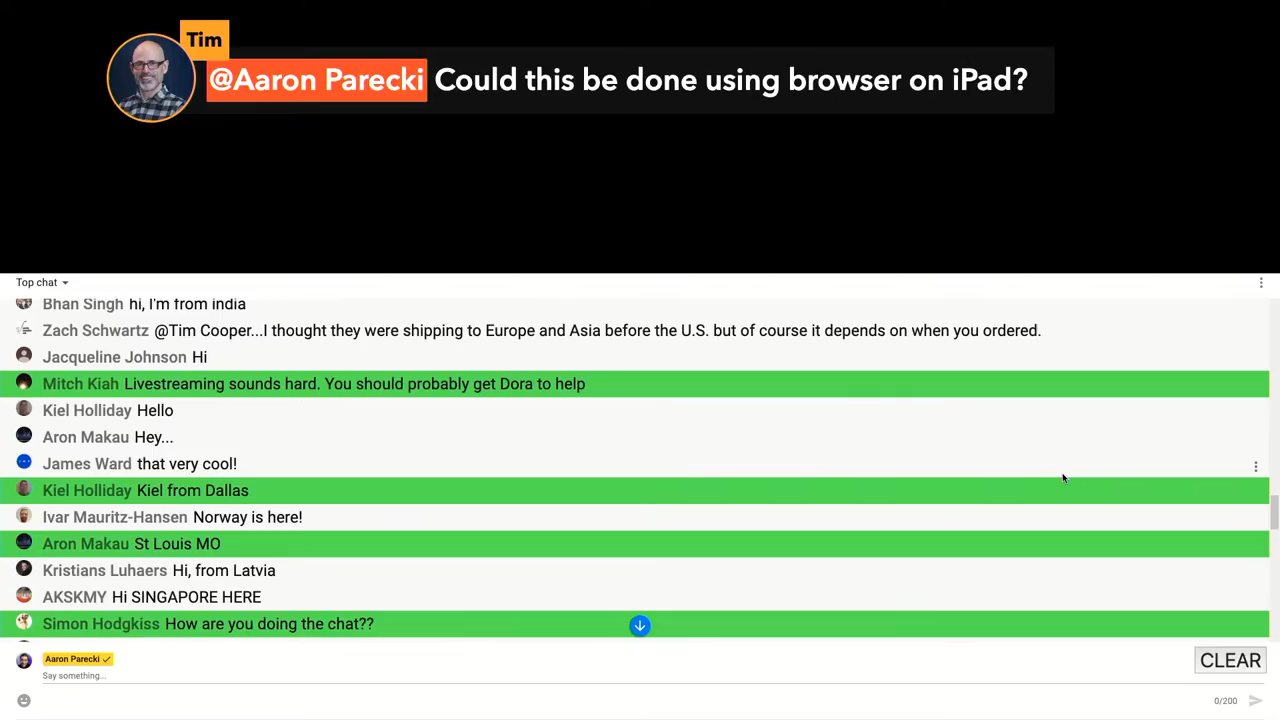 Tim
@Aaron Parecki Could this be done using browser on iPad?
Top chat
Bhan Singh hi, I'm from india
Zach Schwartz @Tim Cooper...I thought they were shipping to Europe and Asia before the U.S. but of course it depends on when you ordered.
Jacqueline Johnson Hi
Mitch Kiah Livestreaming sounds hard. You should probably get Dora to help
Kiel Holliday Hello
Aron Makau Hey...
James Ward that very cool!
Kiel Holliday Kiel from Dallas
Ivar Mauritz-Hansen Norway is here!
Aron Makau St Louis MO
Kristians Luhaers Hi, from Latvia
AKSKMY Hi SINGAPORE HERE
Simon Hodgkiss How are you doing the chat??
Aaron Parecki
CLEAR
Say something...
0/200